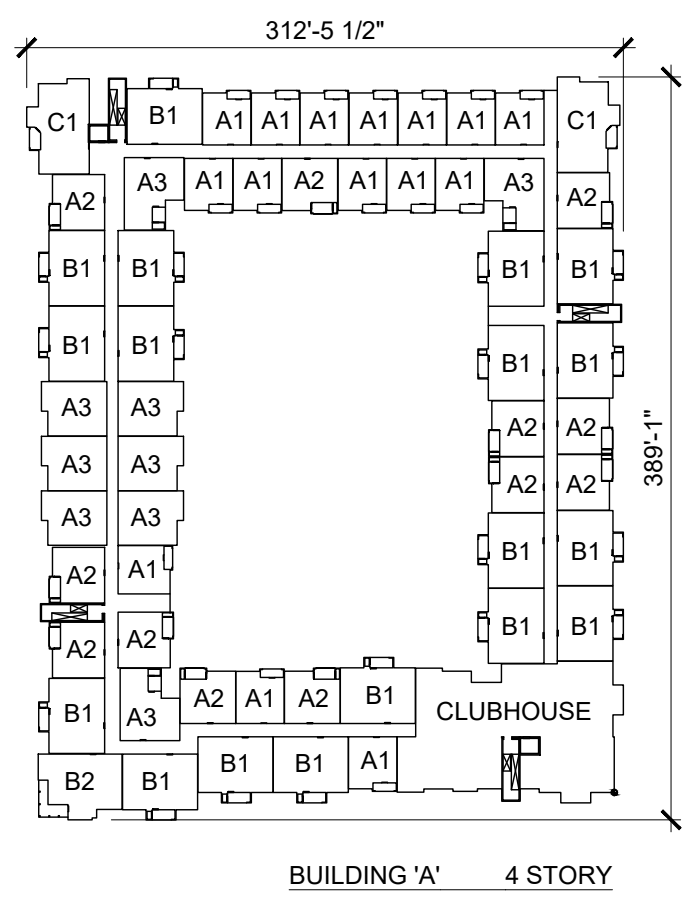 312'-5 1/2"
C1
B1 A1 A1 A1 A1 A1 A1 A1
C1
A3 A1 A1 A2 A1 A1 A1 A3
A2
A2
B1 B1
B1 B1
B1 B1
B1 B1
A3 A3
A2 A2
389'-1"
A3 A3
A2 A2
A3 A3
B1 B1
A2 A1
B1 B1
A2 A2
B1 A3
A2 A1 A2 B1
CLUBHOUSE
B2 B1
B1 B1 A1
BUILDING 'A' 4 STORY